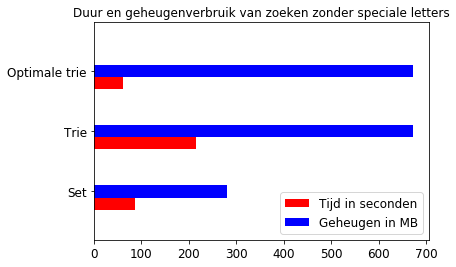 Duur en geheugenverbruik van zoeken zonder speciale letters
Optimale trie
Trie
Set
Tijd in seconden
Geheugen in MB
0 100 200 300 400 500 600 700